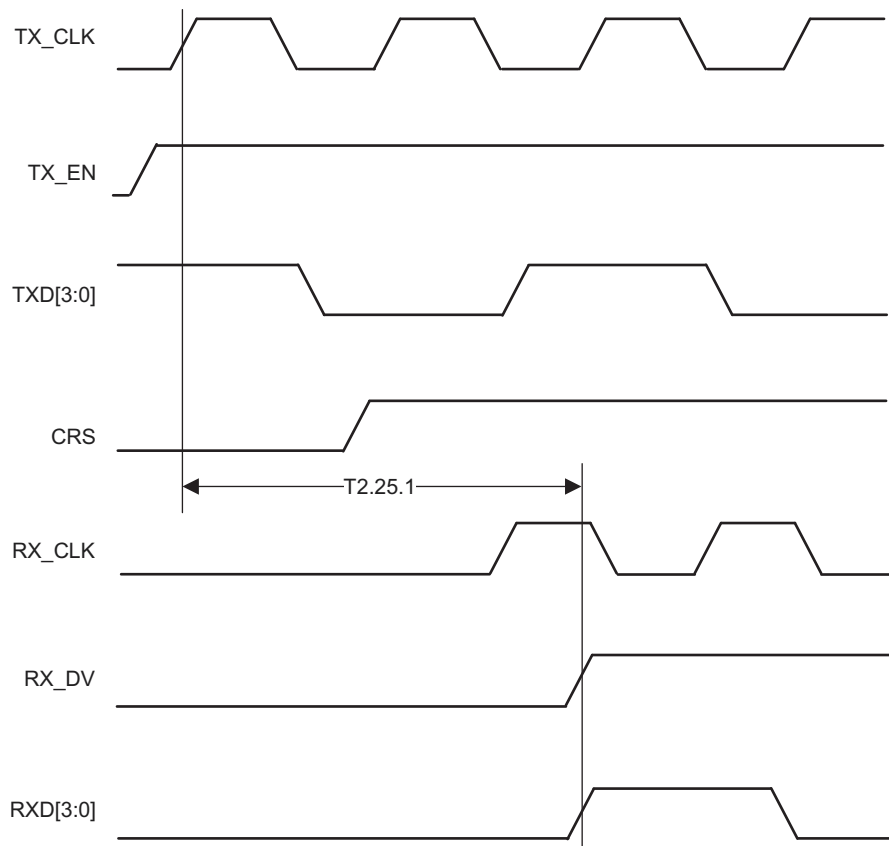 TX_CLK
TX_EN
TXD[3:0]
CRS
T2.25.1
RX_CLK
RX_DV
RXD[3:0]